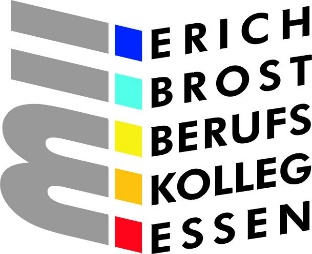 ERICH
BROST
BERUFS
KOLLEG
ESSEN